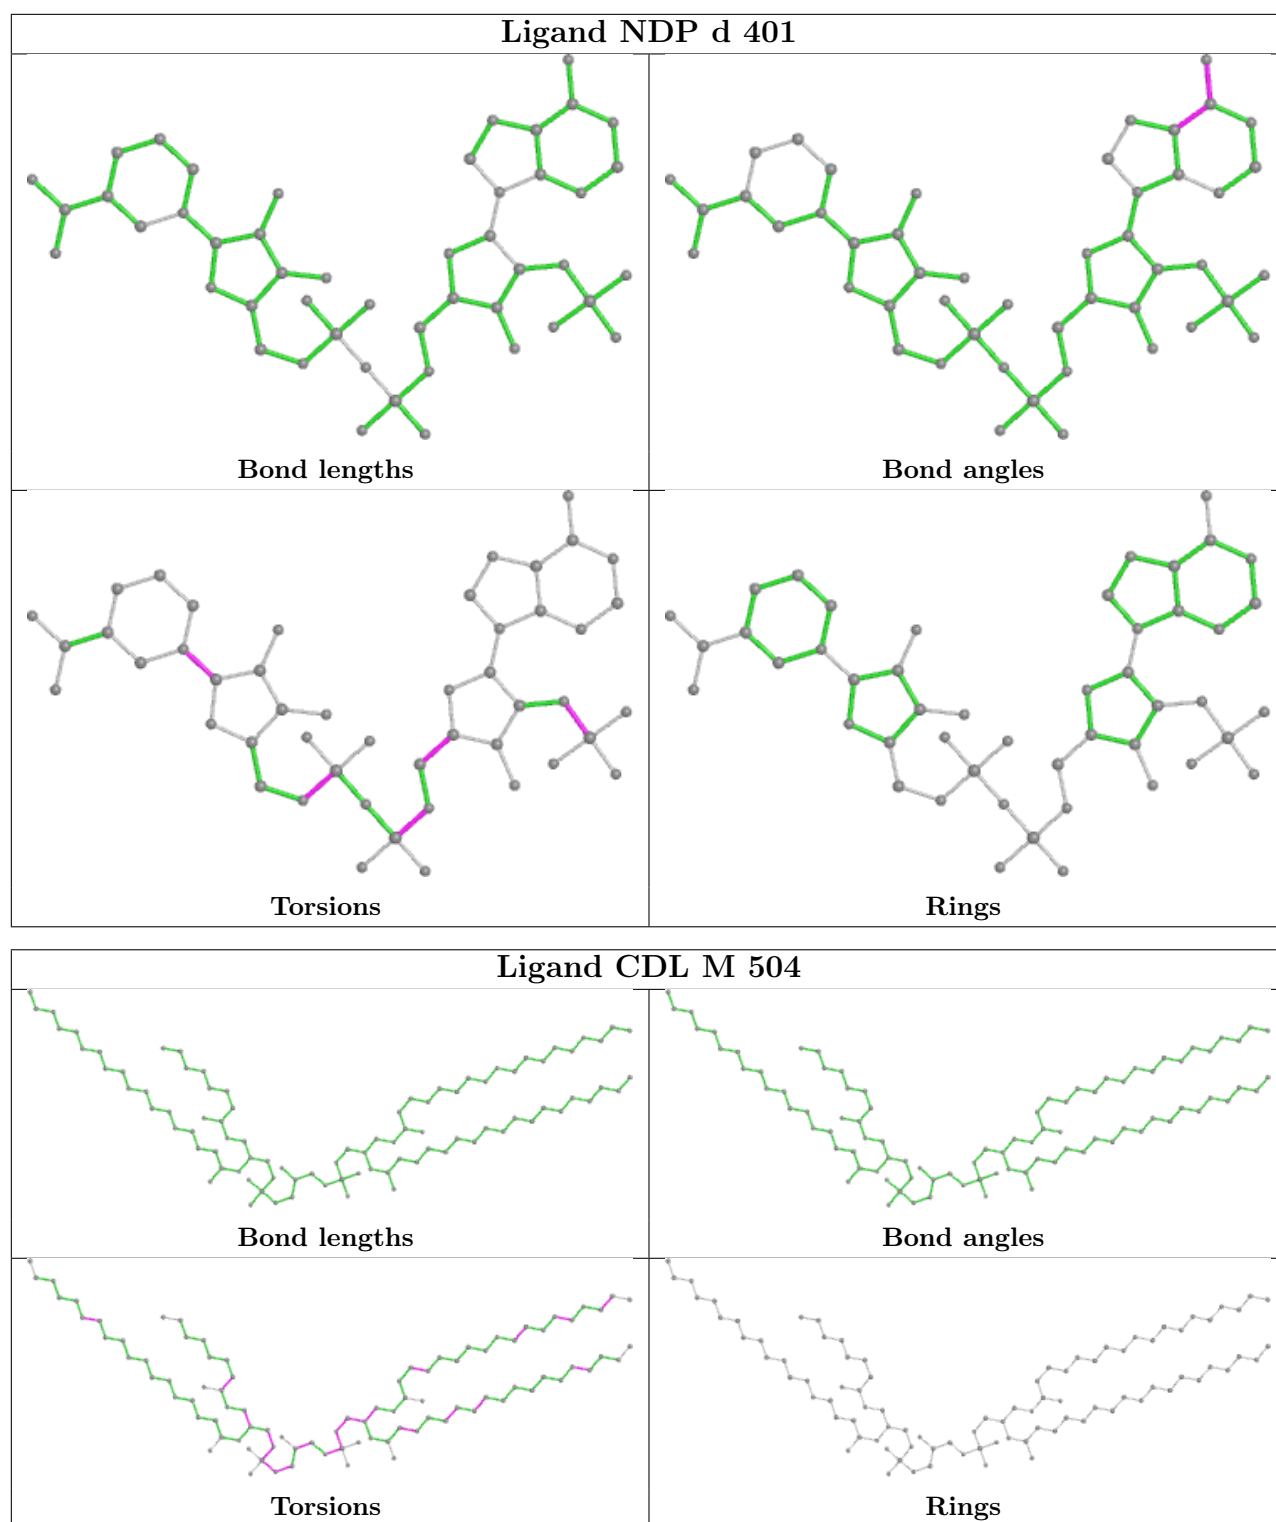 Ligand NDP d 401
Bond lengths
Bond angles
Torsions
Rings
Ligand CDL M 504
Bond lengths
Bond angles
Torsions
Rings